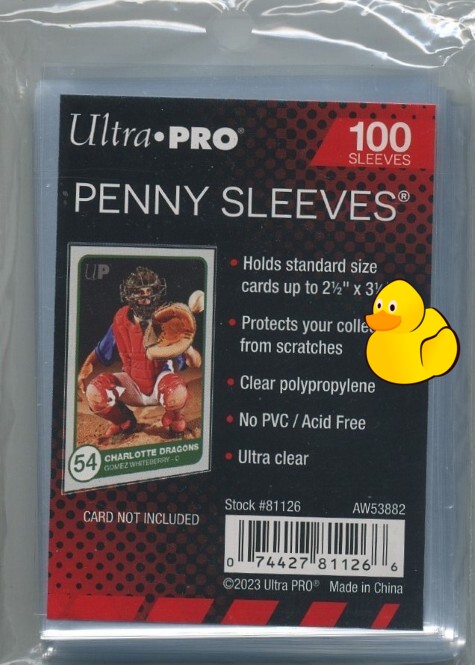 Ultra•PRO®
100
SLEEVES
PENNY SLEEVES®
• Holds standard size
cards up to 2½" x
• Protects your
from scratches
• Clear polypropylene
• No PVC / Acid Free
• Ultra clear
UP
54
CHARLOTTE DRAGONS
GOMEZ WHITEBERRY - C
CARD NOT INCLUDED
Stock #81126
AW53882
0 74427 81126 6
©2023 Ultra PRO® Made in China